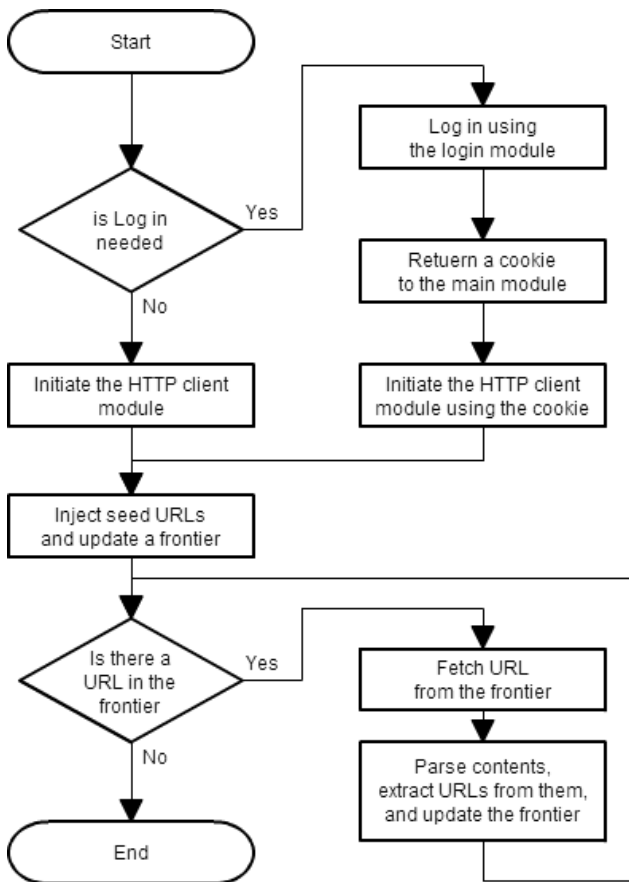 Start
is Log in
needed
Yes
No
Log in using
the login module
Retuern a cookie
to the main module
Initiate the HTTP client
module
Initiate the HTTP client
module using the cookie
Inject seed URLs
and update a frontier
Is there a
URL in the
frontier
Yes
No
Fetch URL
from the frontier
Parse contents,
extract URLs from them,
and update the frontier
End